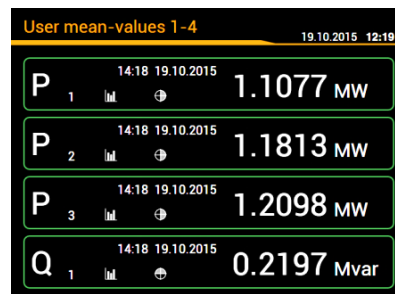 User mean-values 1-4
19.10.2015 12:19
14:18 19.10.2015
P 1 1.1077 MW
14:18 19.10.2015
P 2 1.1813 MW
14:18 19.10.2015
P 3 1.2098 MW
14:18 19.10.2015
Q 1 0.2197 Mvar